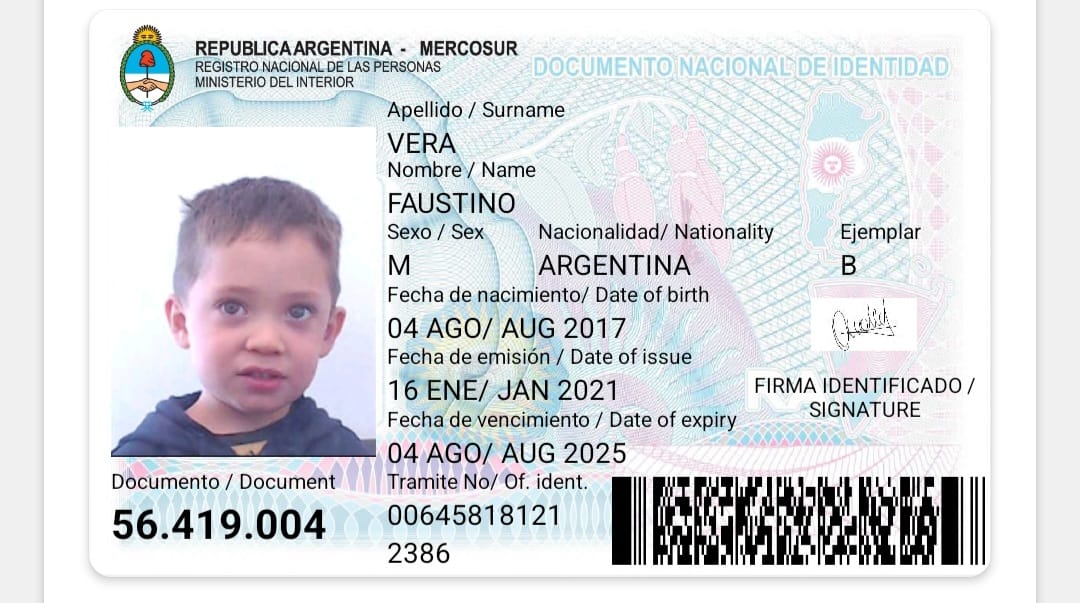 REPUBLICA ARGENTINA - MERCOSUR
REGISTRO NACIONAL DE LAS PERSONAS
MINISTERIO DEL INTERIOR
DOCUMENTO NACIONAL DE IDENTIDAD
Apellido / Surname
VERA
Nombre / Name
FAUSTINO
Sexo / Sex Nacionalidad/ Nationality Ejemplar
M ARGENTINA B
Fecha de nacimiento/ Date of birth
04 AGO/ AUG 2017
Fecha de emisión / Date of issue
16 ENE/ JAN 2021
FIRMA IDENTIFICADO /
SIGNATURE
Fecha de vencimiento / Date of expiry
04 AGO/ AUG 2025
Documento / Document
56.419.004
Tramite No/ Of. ident.
00645818121
2386